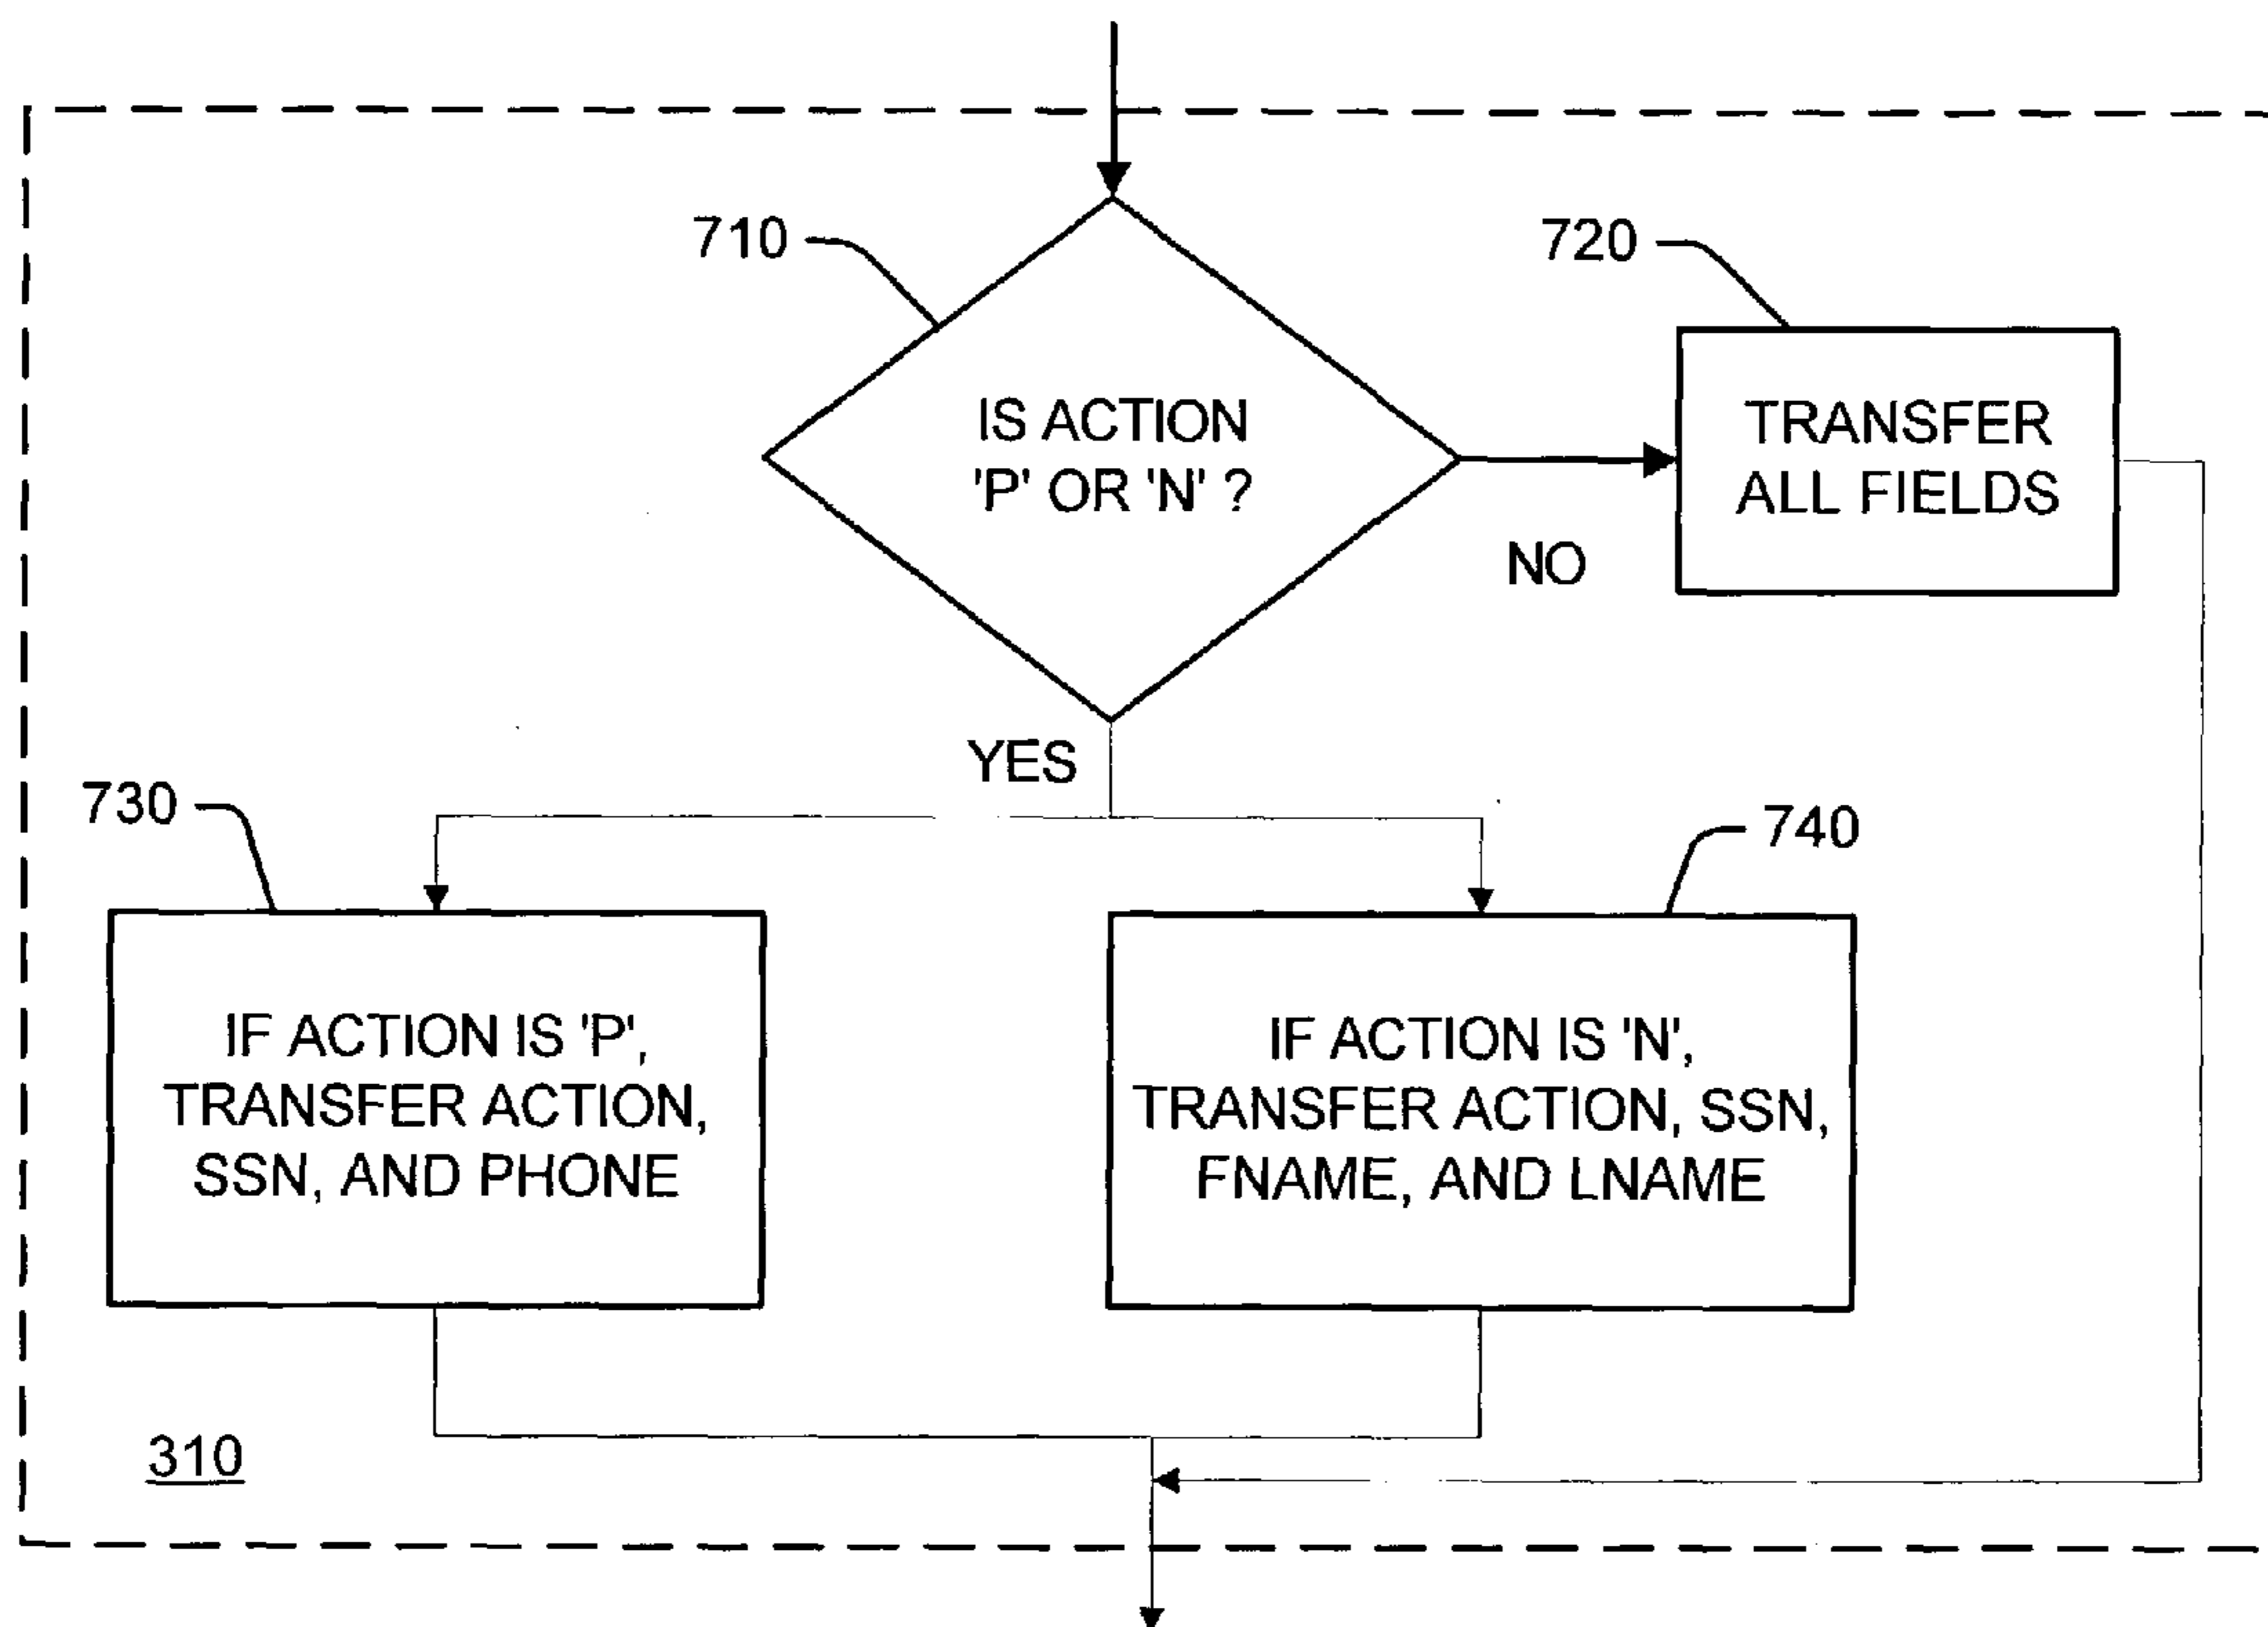 710
720
IS ACTION
'P' OR 'N' ?
TRANSFER
ALL FIELDS
NO
YES
730
740
IF ACTION IS 'P',
TRANSFER ACTION,
SSN, AND PHONE
IF ACTION IS 'N',
TRANSFER ACTION, SSN,
FNAME, AND LNAME
310